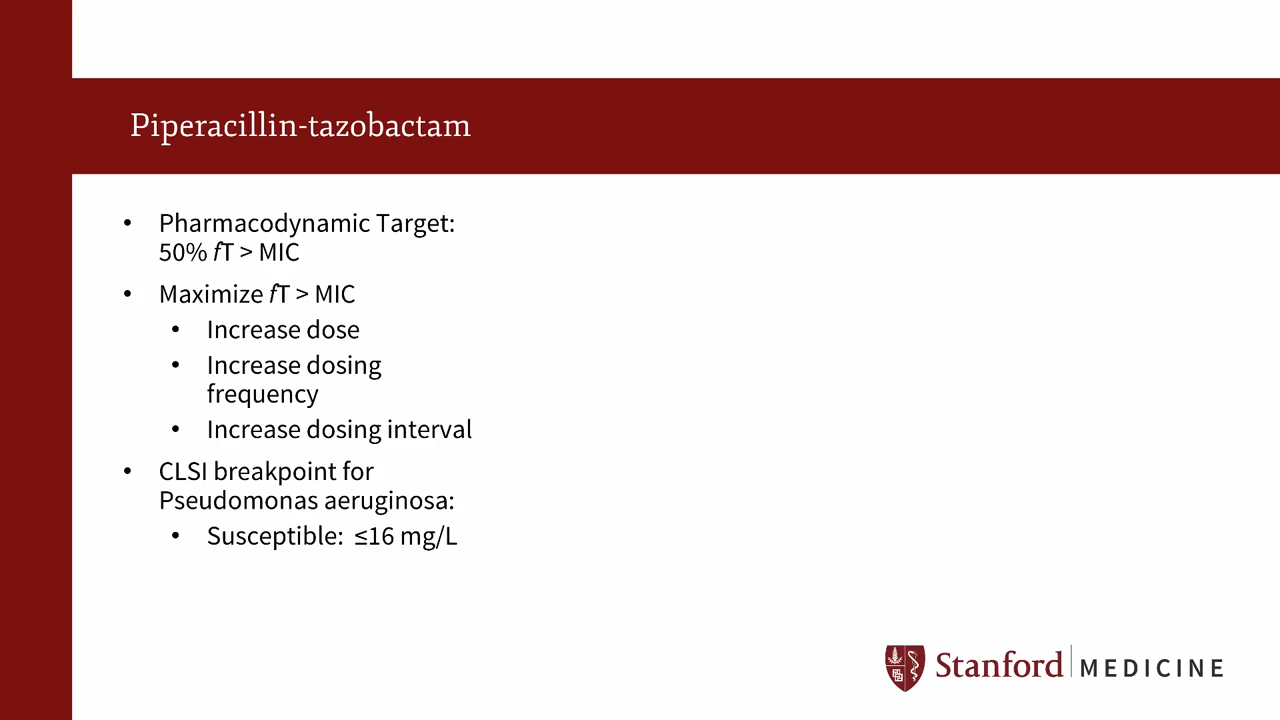 Piperacillin-tazobactam
• Pharmacodynamic Target:
50% fT > MIC
• Maximize fT > MIC
• Increase dose
• Increase dosing
frequency
• Increase dosing interval
• CLSI breakpoint for
Pseudomonas aeruginosa:
• Susceptible: ≤16 mg/L
Stanford MEDICINE